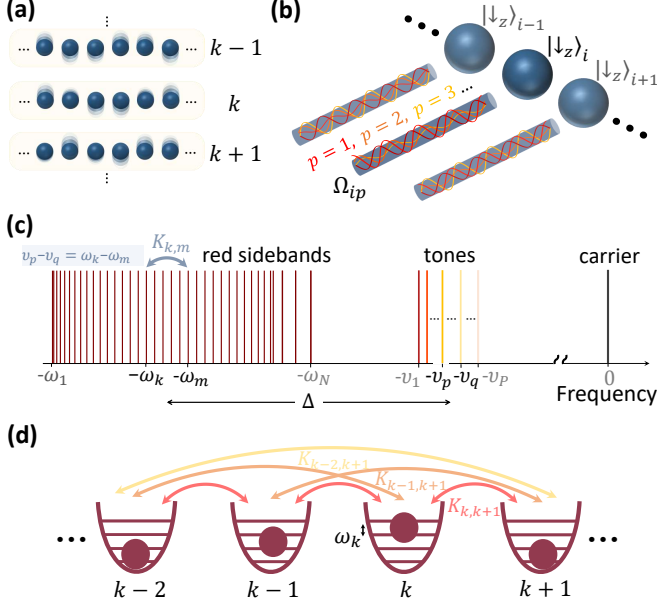 (a)
⋮
... ... k − 1
... ... k
... ... k + 1
⋮
(b)
|↓z⟩i−1
|↓z⟩i
|↓z⟩i+1
p = 1, p = 2, p = 3 ...
Ωip
(c)
υp−υq = ωk−ωm
Kk,m
red sidebands
tones
carrier
... ... ...
-ω1 −ωk -ωm -ωN -υ1 -υp -υq -υP 0
Frequency
Δ
(d)
Kk−2,k+1
Kk−1,k+1
Kk,k+1
ωk
... ...
k − 2 k − 1 k k + 1